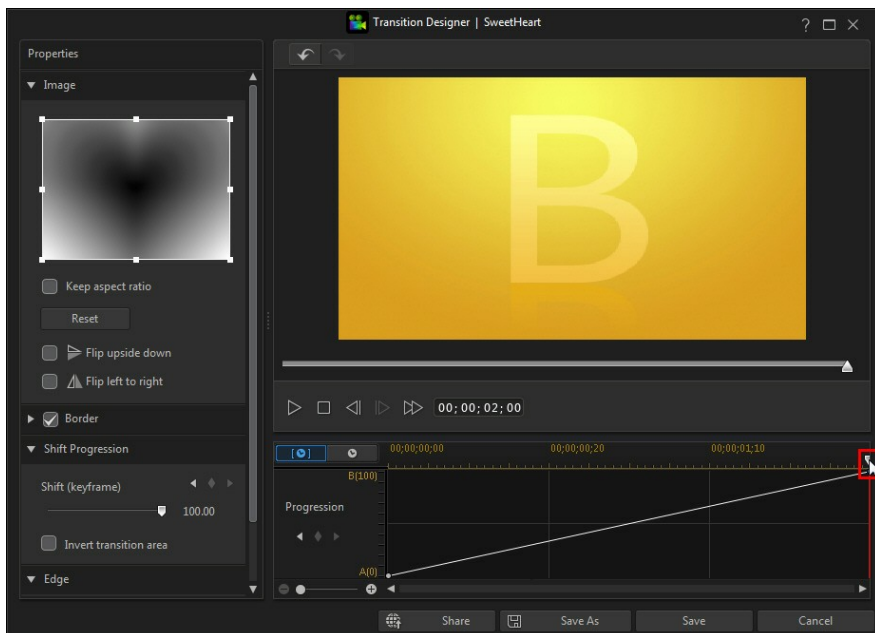 Transition Designer | SweetHeart
?
Properties
Image
Keep aspect ratio
Reset
Flip upside down
Flip left to right
Border
Shift Progression
Shift (keyframe)
100.00
Invert transition area
Edge
B
00;00;02;00
00;00;00;00 00;00;00;20 00;00;01;10
B(100)
Progression
A(0)
Share Save As Save Cancel